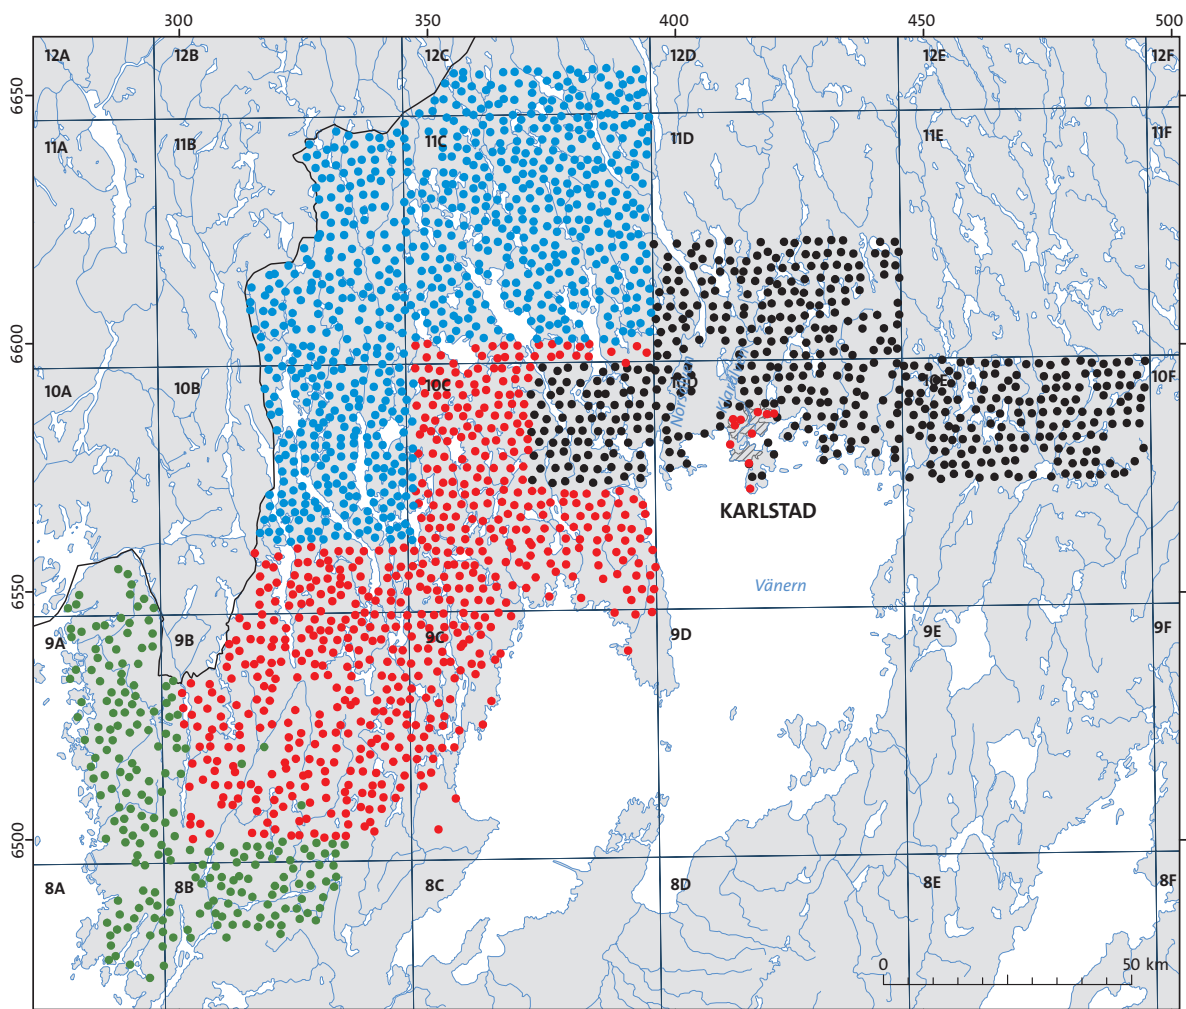 300 350 400 450 500
12A 12B 12C 12D 12E 12F
6650
11A 11B 11C 11D 11E 11F
6600
10A 10B 10C 10D 10E 10F
KARLSTAD
6550
Vänern
9A 9B 9C 9D 9E 9F
6500
8A 8B 8C 8D 8E 8F
0 50 km